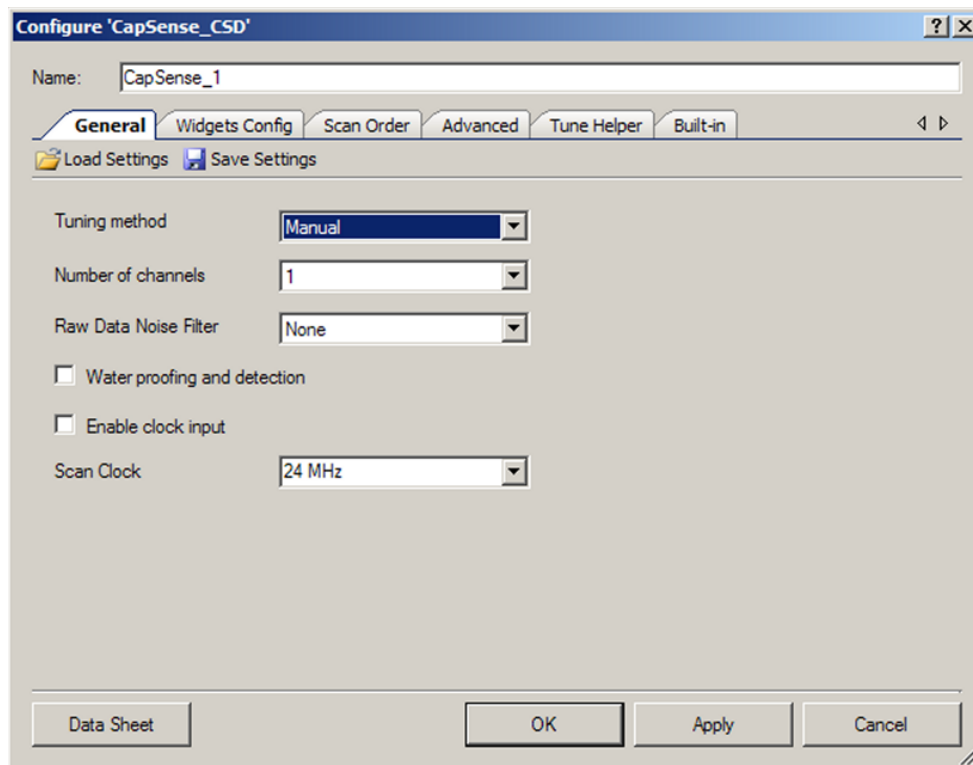 Configure 'CapSense_CSD'
Name: CapSense_1
General Widgets Config Scan Order Advanced Tune Helper Built-in
Load Settings Save Settings
Tuning method Manual
Number of channels 1
Raw Data Noise Filter None
Water proofing and detection
Enable clock input
Scan Clock 24 MHz
Data Sheet OK Apply Cancel